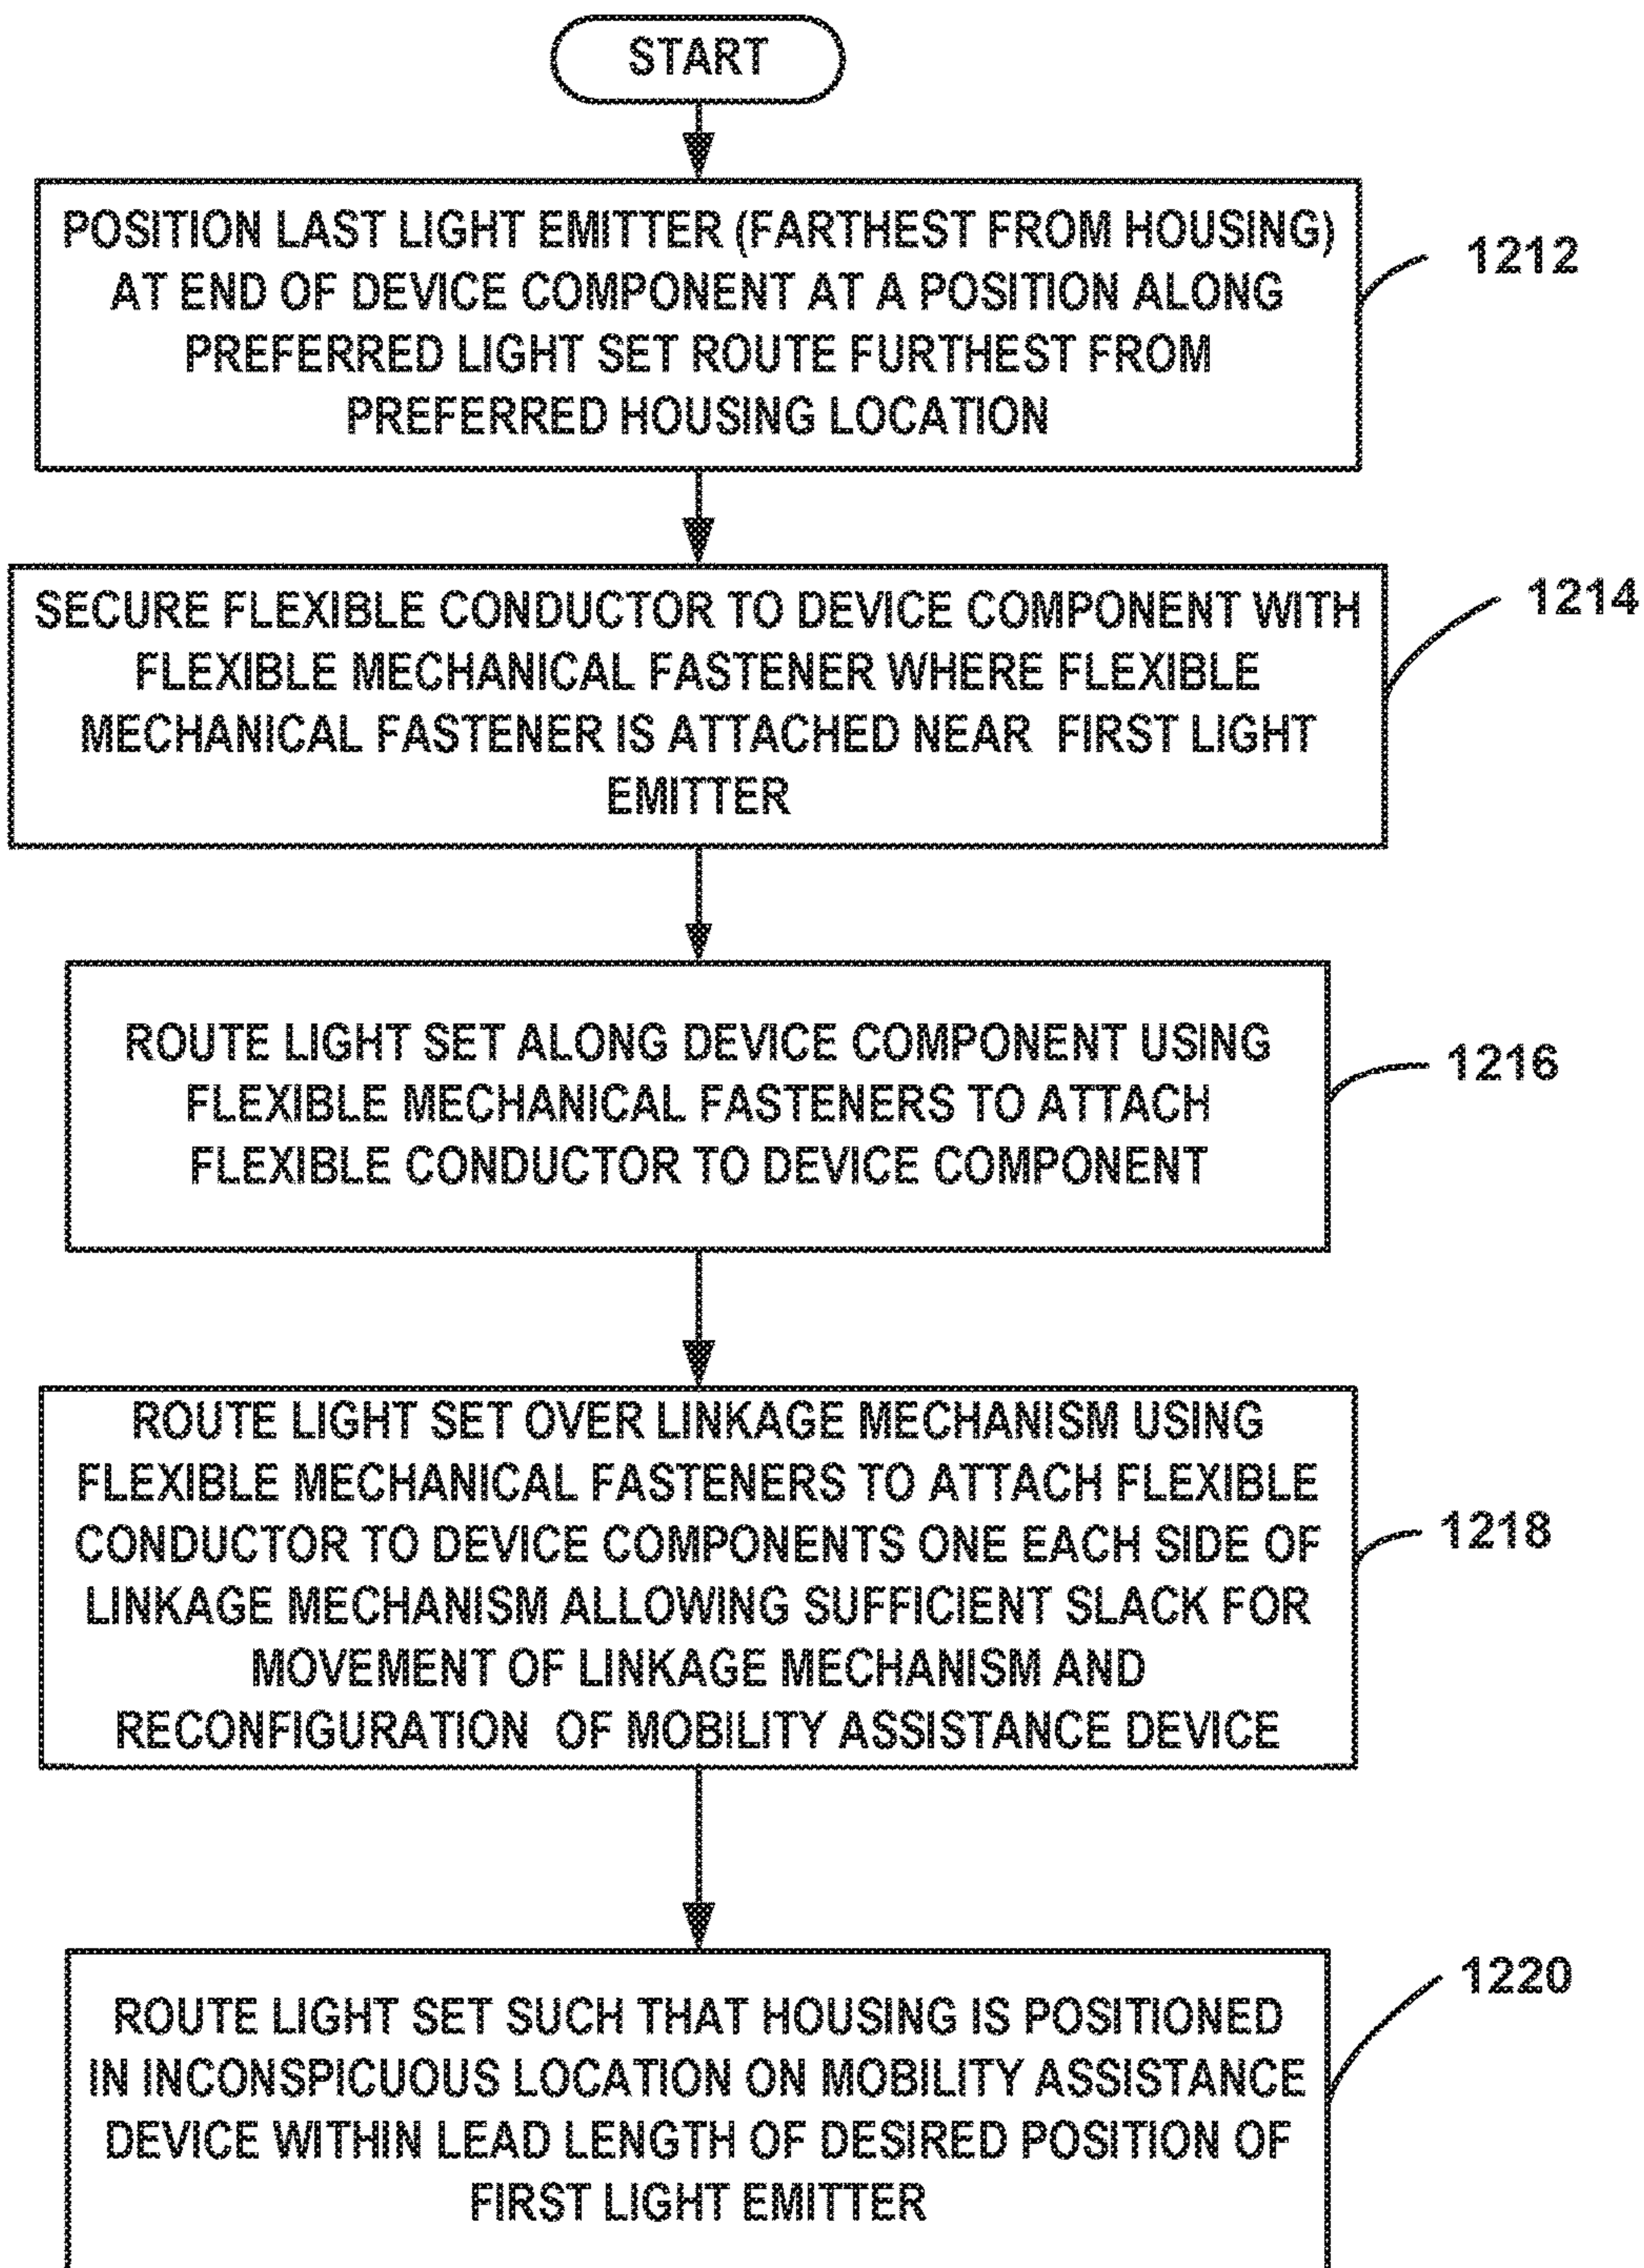 START
POSITION LAST LIGHT EMITTER (FARTHEST FROM HOUSING)
AT END OF DEVICE COMPONENT AT A POSITION ALONG
PREFERRED LIGHT SET ROUTE FURTHEST FROM
PREFERRED HOUSING LOCATION
1212
SECURE FLEXIBLE CONDUCTOR TO DEVICE COMPONENT WITH
FLEXIBLE MECHANICAL FASTENER WHERE FLEXIBLE
MECHANICAL FASTENER IS ATTACHED NEAR FIRST LIGHT
EMITTER
1214
ROUTE LIGHT SET ALONG DEVICE COMPONENT USING
FLEXIBLE MECHANICAL FASTENERS TO ATTACH
FLEXIBLE CONDUCTOR TO DEVICE COMPONENT
1216
ROUTE LIGHT SET OVER LINKAGE MECHANISM USING
FLEXIBLE MECHANICAL FASTENERS TO ATTACH FLEXIBLE
CONDUCTOR TO DEVICE COMPONENTS ONE EACH SIDE OF
LINKAGE MECHANISM ALLOWING SUFFICIENT SLACK FOR
MOVEMENT OF LINKAGE MECHANISM AND
RECONFIGURATION OF MOBILITY ASSISTANCE DEVICE
1218
ROUTE LIGHT SET SUCH THAT HOUSING IS POSITIONED
IN INCONSPICUOUS LOCATION ON MOBILITY ASSISTANCE
DEVICE WITHIN LEAD LENGTH OF DESIRED POSITION OF
FIRST LIGHT EMITTER
1220